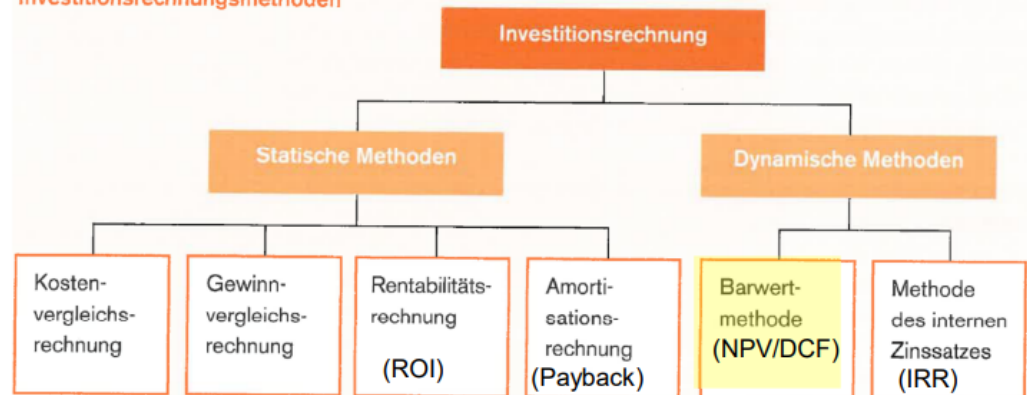 Investitionsrechnungsmethoden
Investitionsrechnung
Statische Methoden
Dynamische Methoden
Kosten-
vergleichs-
rechnung
Gewinn-
vergleichs-
rechnung
Rentabilitäts-
rechnung
(ROI)
Amorti-
sations-
rechnung
(Payback)
Barwert-
methode
(NPV/DCF)
Methode
des internen
Zinssatzes
(IRR)